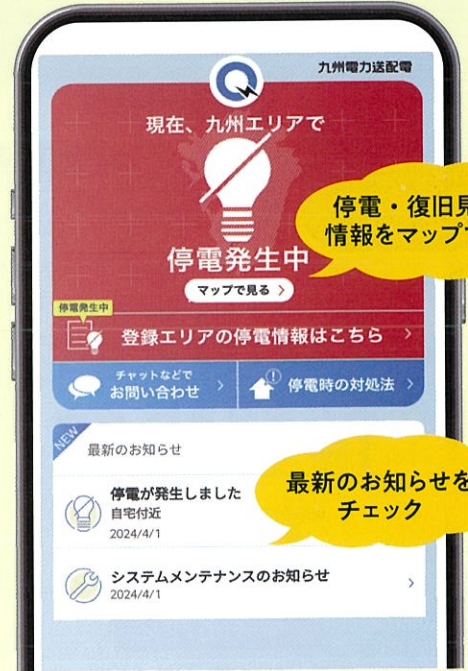 九州電力送配電
現在、九州エリアで
停電発生中
マップで見る
停電・復旧見
情報をマップ
停電発生中
登録エリアの停電情報はこちら
チャットなどで
お問い合わせ
停電時の対処法
NEW
最新のお知らせ
停電が発生しました
自宅付近
2024/4/1
最新のお知らせを
チェック
システムメンテナンスのお知らせ
2024/4/1